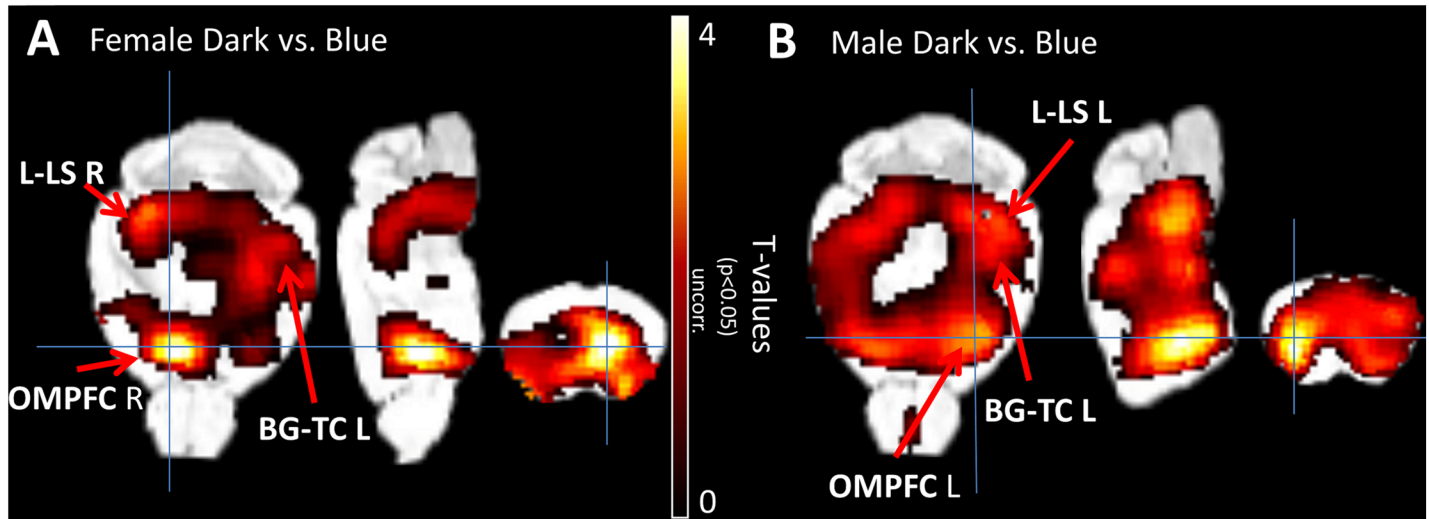 A Female Dark vs. Blue
L-LS R
OMPFC R
BG-TC L
4
0
T-values
(p<0.05)
uncorr.
B Male Dark vs. Blue
L-LS L
BG-TC L
OMPFC L